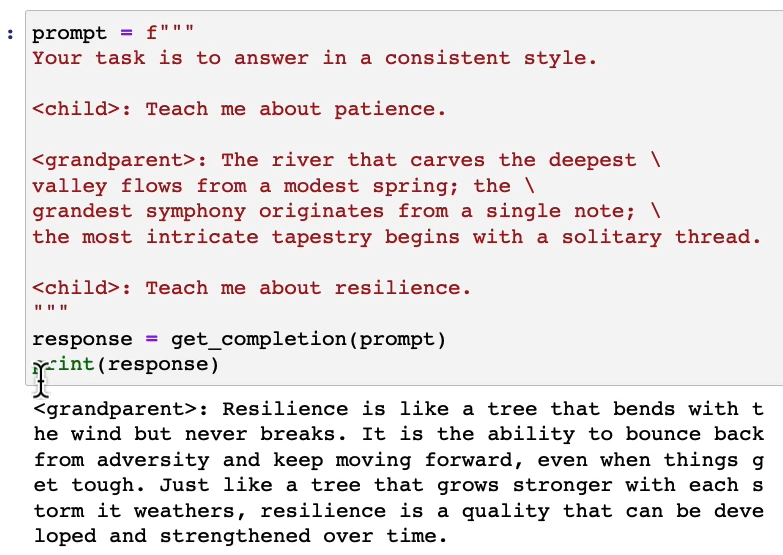 : prompt = f"""
Your task is to answer in a consistent style.
<child>: Teach me about patience.
<grandparent>: The river that carves the deepest \
valley flows from a modest spring; the \
grandest symphony originates from a single note; \
the most intricate tapestry begins with a solitary thread.
<child>: Teach me about resilience.
"""
response = get_completion(prompt)
print(response)
<grandparent>: Resilience is like a tree that bends with t
he wind but never breaks. It is the ability to bounce back
from adversity and keep moving forward, even when things g
et tough. Just like a tree that grows stronger with each s
torm it weathers, resilience is a quality that can be deve
loped and strengthened over time.